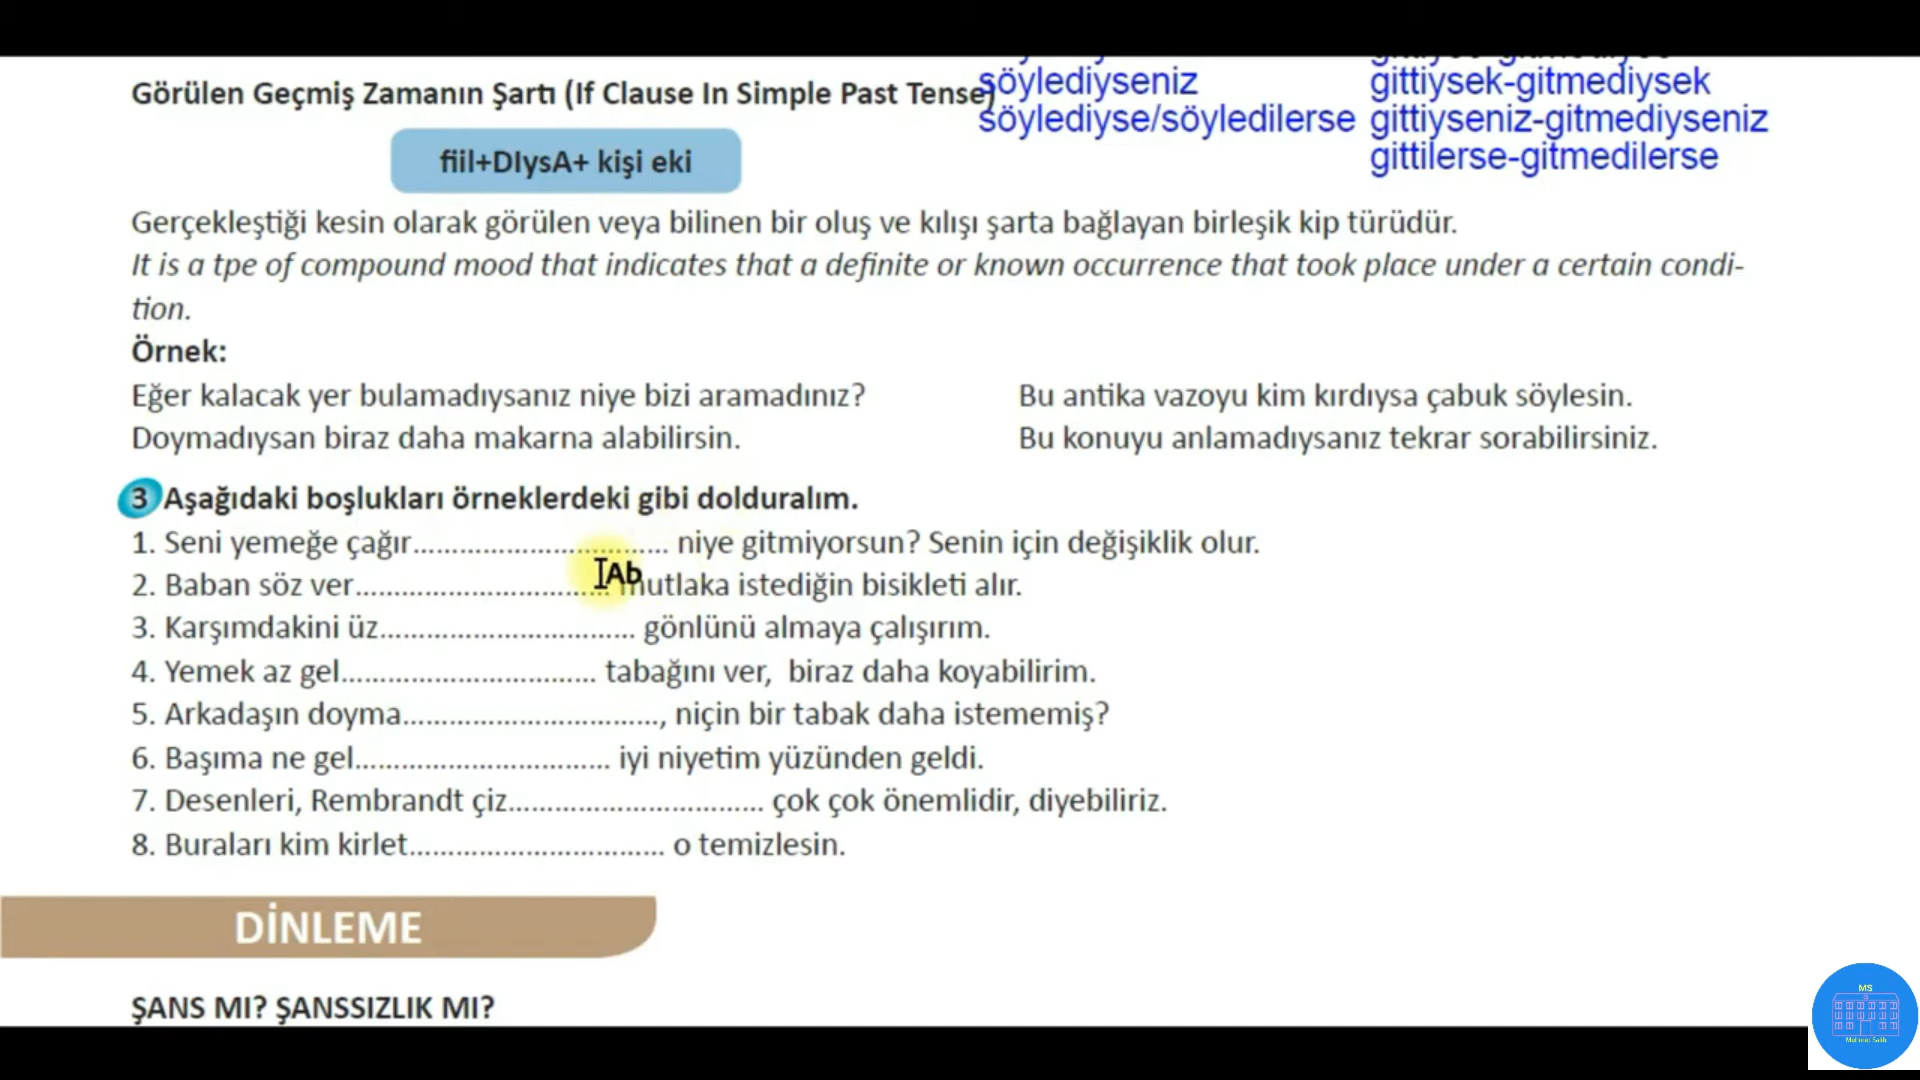 Görülen Geçmiş Zamanın Şartı (If Clause In Simple Past Tense)
söylediyseniz
söylediyse/söyledilerse
gittiysek-gitmediysek
gittiyseniz-gitmediyseniz
gittilerse-gitmedilerse
fiil+DIysA+ kişi eki
Gerçekleştiği kesin olarak görülen veya bilinen bir oluş ve kılışı şarta bağlayan birleşik kip türüdür.
It is a tpe of compound mood that indicates that a definite or known occurrence that took place under a certain condi-
tion.
Örnek:
Eğer kalacak yer bulamadıysanız niye bizi aramadınız?
Bu antika vazoyu kim kırdıysa çabuk söylesin.
Doymadıysan biraz daha makarna alabilirsin.
Bu konuyu anlamadıysanız tekrar sorabilirsiniz.
3 Aşağıdaki boşlukları örneklerdeki gibi dolduralım.
1. Seni yemeğe çağır................................. niye gitmiyorsun? Senin için değişiklik olur.
Ab
2. Baban söz ver................................. mutlaka istediğin bisikleti alır.
3. Karşımdakini üz................................. gönlünü almaya çalışırım.
4. Yemek az gel................................. tabağını ver, biraz daha koyabilirim.
5. Arkadaşın doyma................................., niçin bir tabak daha istememiş?
6. Başıma ne gel................................. iyi niyetim yüzünden geldi.
7. Desenleri, Rembrandt çiz................................. çok çok önemlidir, diyebiliriz.
8. Buraları kim kirlet................................. o temizlesin.
DİNLEME
ŞANS MI? ŞANSSIZLIK MI?
MS